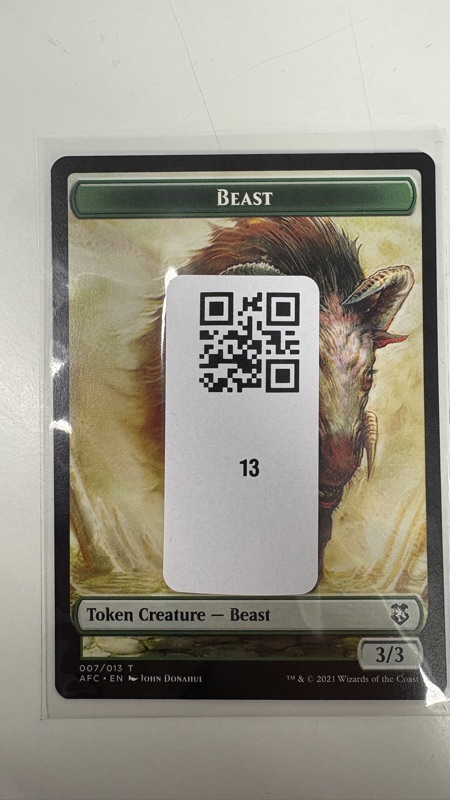 BEAST
13
Token Creature — Beast
3/3
007/013 T
AFC • EN John Donahue
™ & © 2021 Wizards of the Coast